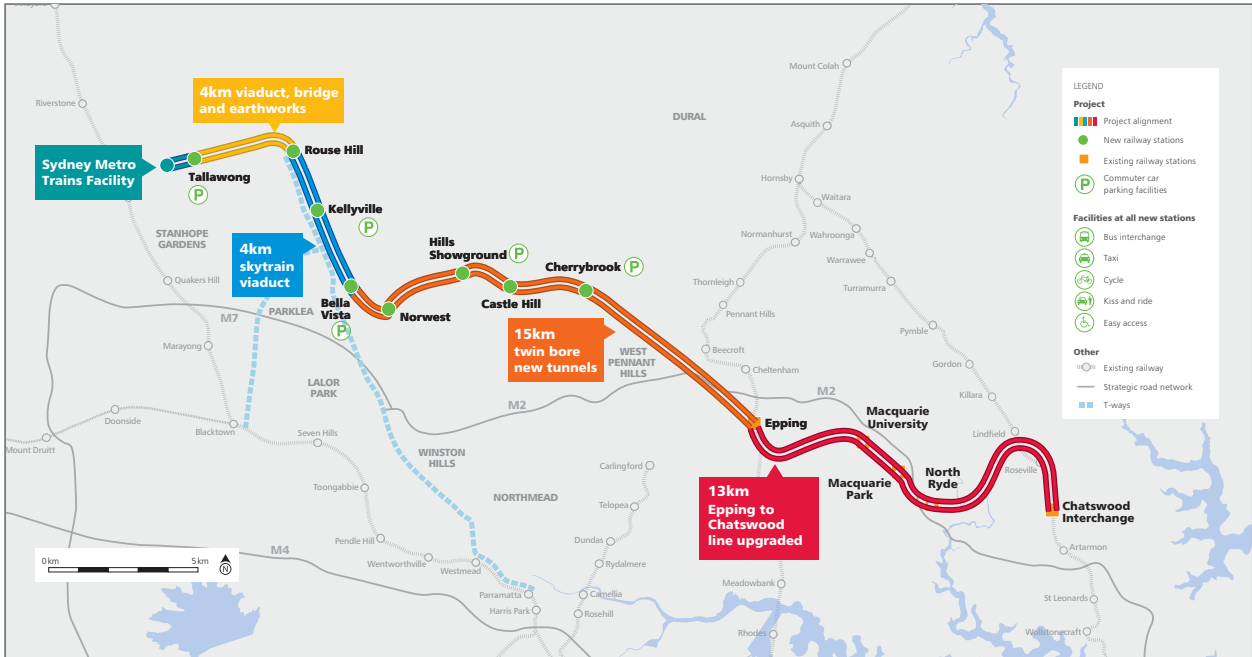 Mount Colah
Riverstone
4km viaduct, bridge
and earthworks
DURAL
Asquith
Sydney Metro
Trains Facility
Tallawong
P
Rouse Hill
Hornsby
Waitara
Kellyville
P
STANHOPE
GARDENS
Normanhurst
Wahroonga
Warrawee
4km
skytrain
viaduct
Hills
Showground
P
Cherrybrook
P
Quakers Hill
Thornleigh
Turramurra
Bella
Vista
P
Norwest
Castle Hill
M7
PARKLEA
Pennant Hills
Pymble
15km
twin bore
new tunnels
WEST
PENNANT
HILLS
Marayong
Beecroft
Cheltenham
Gordon
LALOR
PARK
M2
M2
Killara
Doonside
Blacktown
Seven Hills
Epping
Macquarie
University
Lindfield
Mount Druitt
WINSTON
HILLS
Carlingford
Roseville
Toongabbie
NORTHMEAD
Telopea
13km
Epping to
Chatswood
line upgraded
Macquarie
Park
North
Ryde
Chatswood
Interchange
Pendle Hill
Dundas
Artarmon
M4
Wentworthville
Westmead
Rydalmere
Parramatta
Camellia
Meadowbank
St Leonards
Harris Park
Rosehill
Rhodes
Wollstonecraft
0 km
5 km
N
LEGEND
Project
Project alignment
New railway stations
Existing railway stations
P
Commuter car
parking facilities
Facilities at all new stations
Bus interchange
Taxi
Cycle
Kiss and ride
Easy access
Other
Existing railway
Strategic road network
T-ways